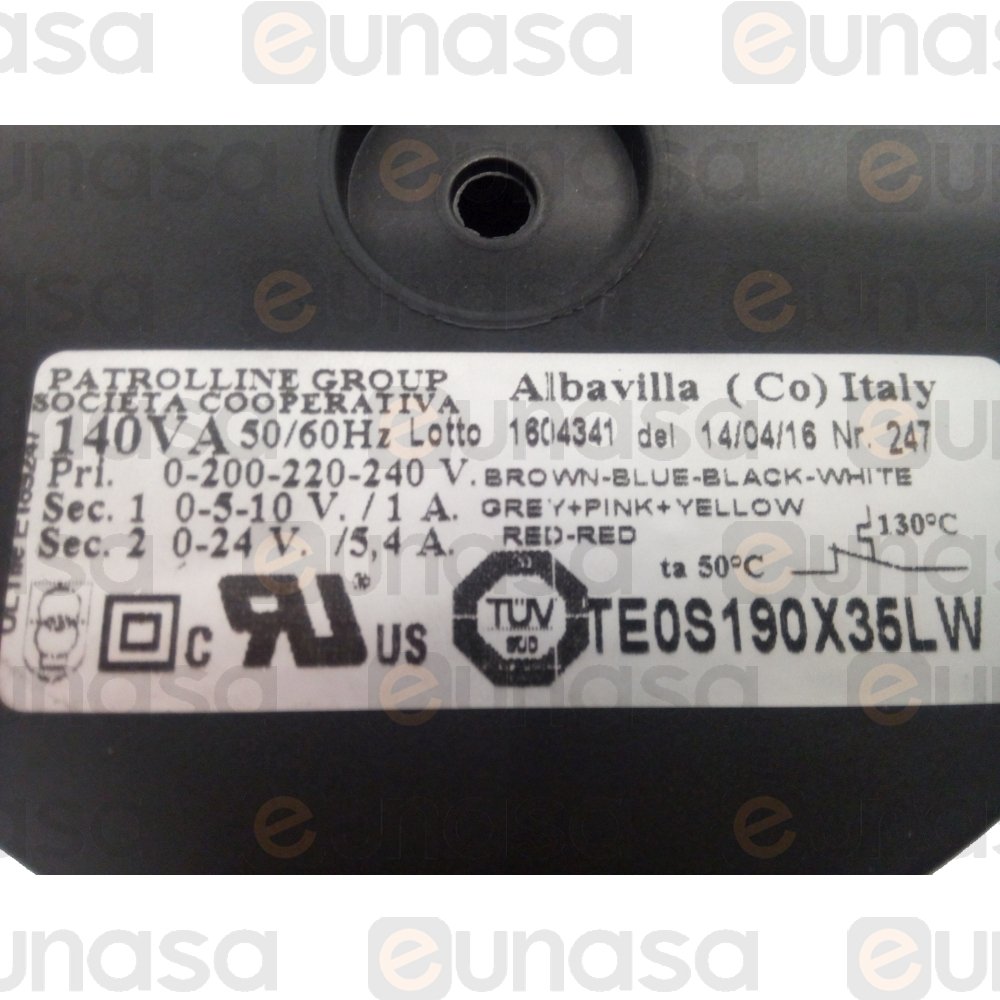 eunasa
PATROLLINE GROUP
SOCIETA COOPERATIVA
Albavilla (Co) Italy
140VA 50/60Hz Lotto 1604341 del 14/04/16 Nr. 247
Pri. 0-200-220-240 V. BROWN-BLUE-BLACK-WHITE
Sec. 1 0-5-10 V./1 A. GREY+PINK+YELLOW
Sec. 2 0-24 V. /5,4 A. RED-RED
130°C
ta 50°C
C US
TÜV
SÜD
TE0S190X35LW